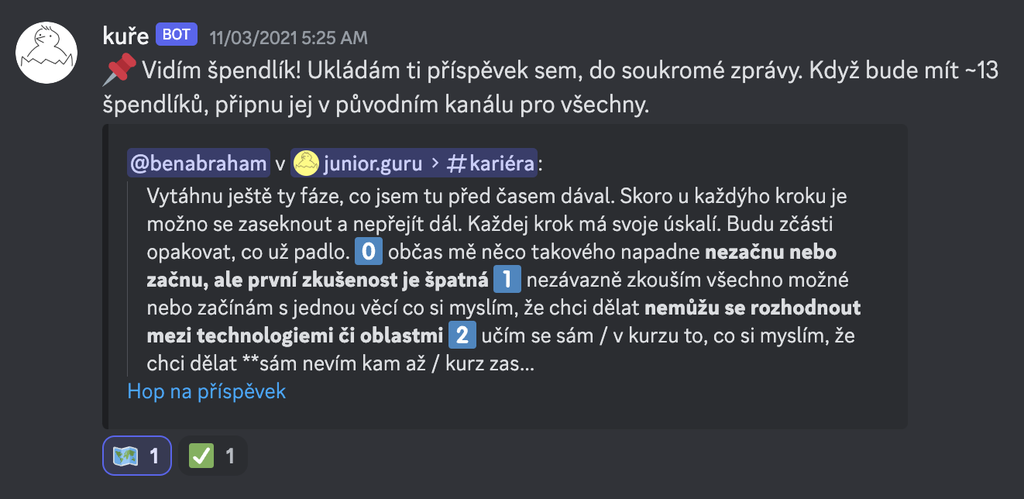 kuře BOT 11/03/2021 5:25 AM
📌 Vidím špendlík! Ukládám ti příspěvek sem, do soukromé zprávy. Když bude mít ~13
špendlíků, připnu jej v původním kanálu pro všechny.
@benabraham v junior.guru > #kariéra:
Vytáhnu ještě ty fáze, co jsem tu před časem dával. Skoro u každýho kroku je
možno se zaseknout a nepřejít dál. Každej krok má svoje úskalí. Budu zčásti
opakovat, co už padlo. 0️⃣ občas mě něco takového napadne nezačnu nebo
začnu, ale první zkušenost je špatná 1️⃣ nezávazně zkouším všechno možné
nebo začínám s jednou věcí co si myslím, že chci dělat nemůžu se rozhodnout
mezi technologiemi či oblastmi 2️⃣ učím se sám / v kurzu to, co si myslím, že
chci dělat **sám nevím kam až / kurz zas...
Hop na příspěvek
🗺️ 1 ✅ 1